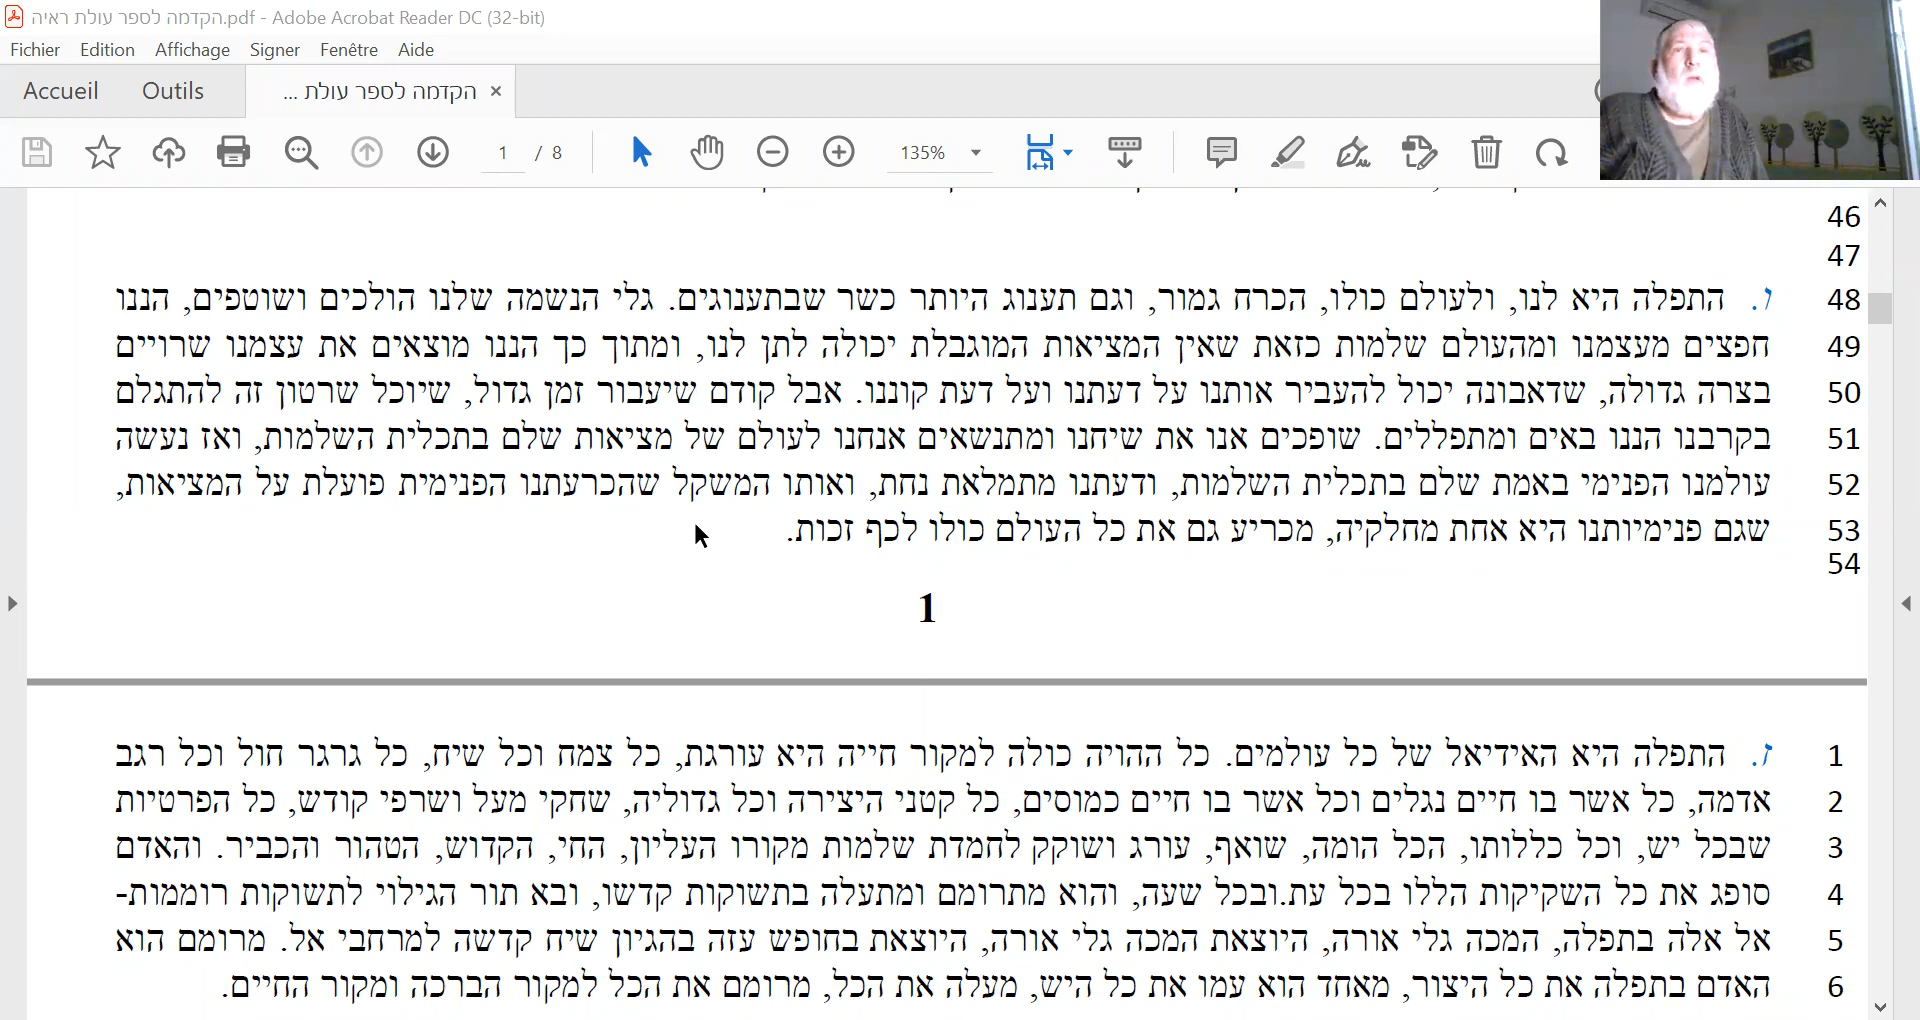 הקדמה לספר עולת ראיה.pdf - Adobe Acrobat Reader DC (32-bit)
Fichier Edition Affichage Signer Fenêtre Aide
Accueil Outils הקדמה לספר עולת ... ×
1 / 8 135%
46
47
48 ו. התפלה היא לנו, ולעולם כולו, הכרח גמור, וגם תענוג היותר כשר שבתענוגים. גלי הנשמה שלנו הולכים ושוטפים, הננו
49 חפצים מעצמנו ומהעולם שלמות כזאת שאין המציאות המוגבלת יכולה לתן לנו, ומתוך כך הננו מוצאים את עצמנו שרויים
50 בצרה גדולה, שדאבונה יכול להעביר אותנו על דעתנו ועל דעת קוננו. אבל קודם שיעבור זמן גדול, שיוכל שרטון זה להתגלם
51 בקרבנו הננו באים ומתפללים. שופכים אנו את שיחנו ומתנשאים אנחנו לעולם של מציאות שלם בתכלית השלמות, ואז נעשה
52 עולמנו הפנימי באמת שלם בתכלית השלמות, ודעתנו מתמלאת נחת, ואותו המשקל שהכרעתנו הפנימית פועלת על המציאות,
53 שגם פנימיותנו היא אחת מחלקיה, מכריע גם את כל העולם כולו לכף זכות.
54
1
1 ז. התפלה היא האידיאל של כל עולמים. כל ההויה כולה למקור חייה היא עורגת, כל צמח וכל שיח, כל גרגר חול וכל רגב
2 אדמה, כל אשר בו חיים נגלים וכל אשר בו חיים כמוסים, כל קטני היצירה וכל גדוליה, שחקי מעל ושרפי קודש, כל הפרטיות
3 שבכל יש, וכל כללותו, הכל הומה, שואף, עורג ושוקק לחמדת שלמות מקורו העליון, החי, הקדוש, הטהור והכביר. והאדם
4 סופג את כל השקיקות הללו בכל עת.ובכל שעה, והוא מתרומם ומתעלה בתשוקות קדשו, ובא תור הגילוי לתשוקות רוממות-
5 אל אלה בתפלה, המכה גלי אורה, היוצאת המכה גלי אורה, היוצאת בחופש עזה בהגיון שיח קדשה למרחבי אל. מרומם הוא
6 האדם בתפלה את כל היצור, מאחד הוא עמו את כל היש, מעלה את הכל, מרומם את הכל למקור הברכה ומקור החיים.